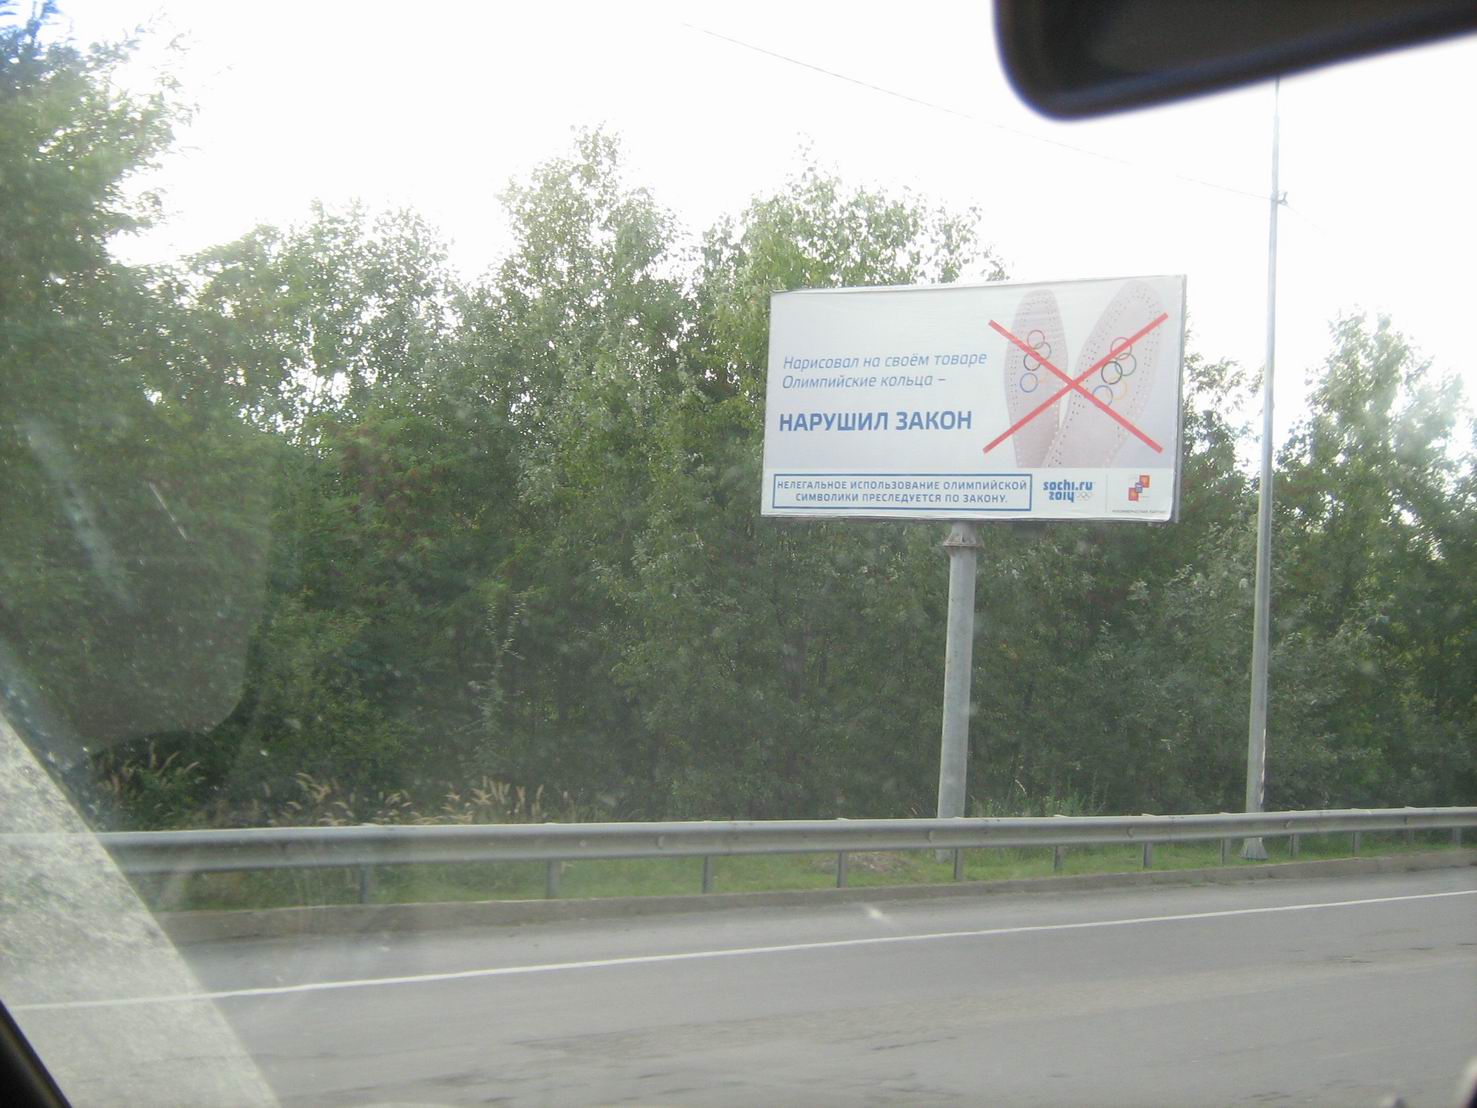 Нарисовал на своём товаре
Олимпийские кольца –
НАРУШИЛ ЗАКОН
НЕЛЕГАЛЬНОЕ ИСПОЛЬЗОВАНИЕ ОЛИМПИЙСКОЙ
СИМВОЛИКИ ПРЕСЛЕДУЕТСЯ ПО ЗАКОНУ.
sochi.ru
2014